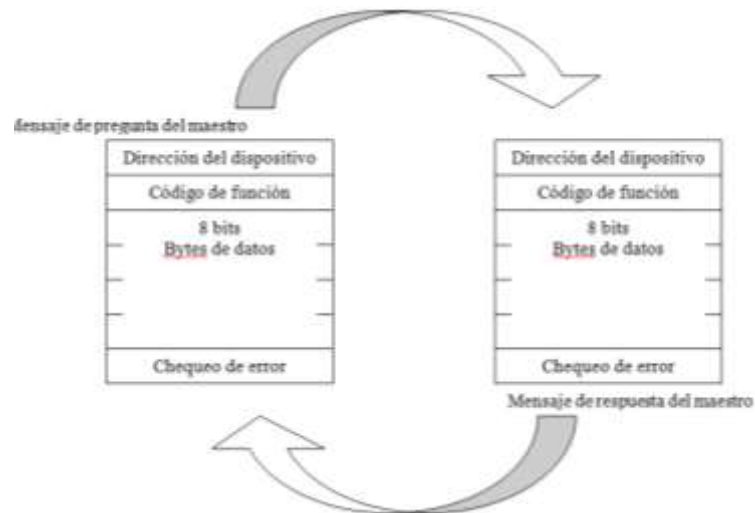 Mensaje de pregunta del maestro
Dirección del dispositivo
Código de función
8 bits
Bytes de datos
Chequeo de error
Dirección del dispositivo
Código de función
8 bits
Bytes de datos
Chequeo de error
Mensaje de respuesta del maestro